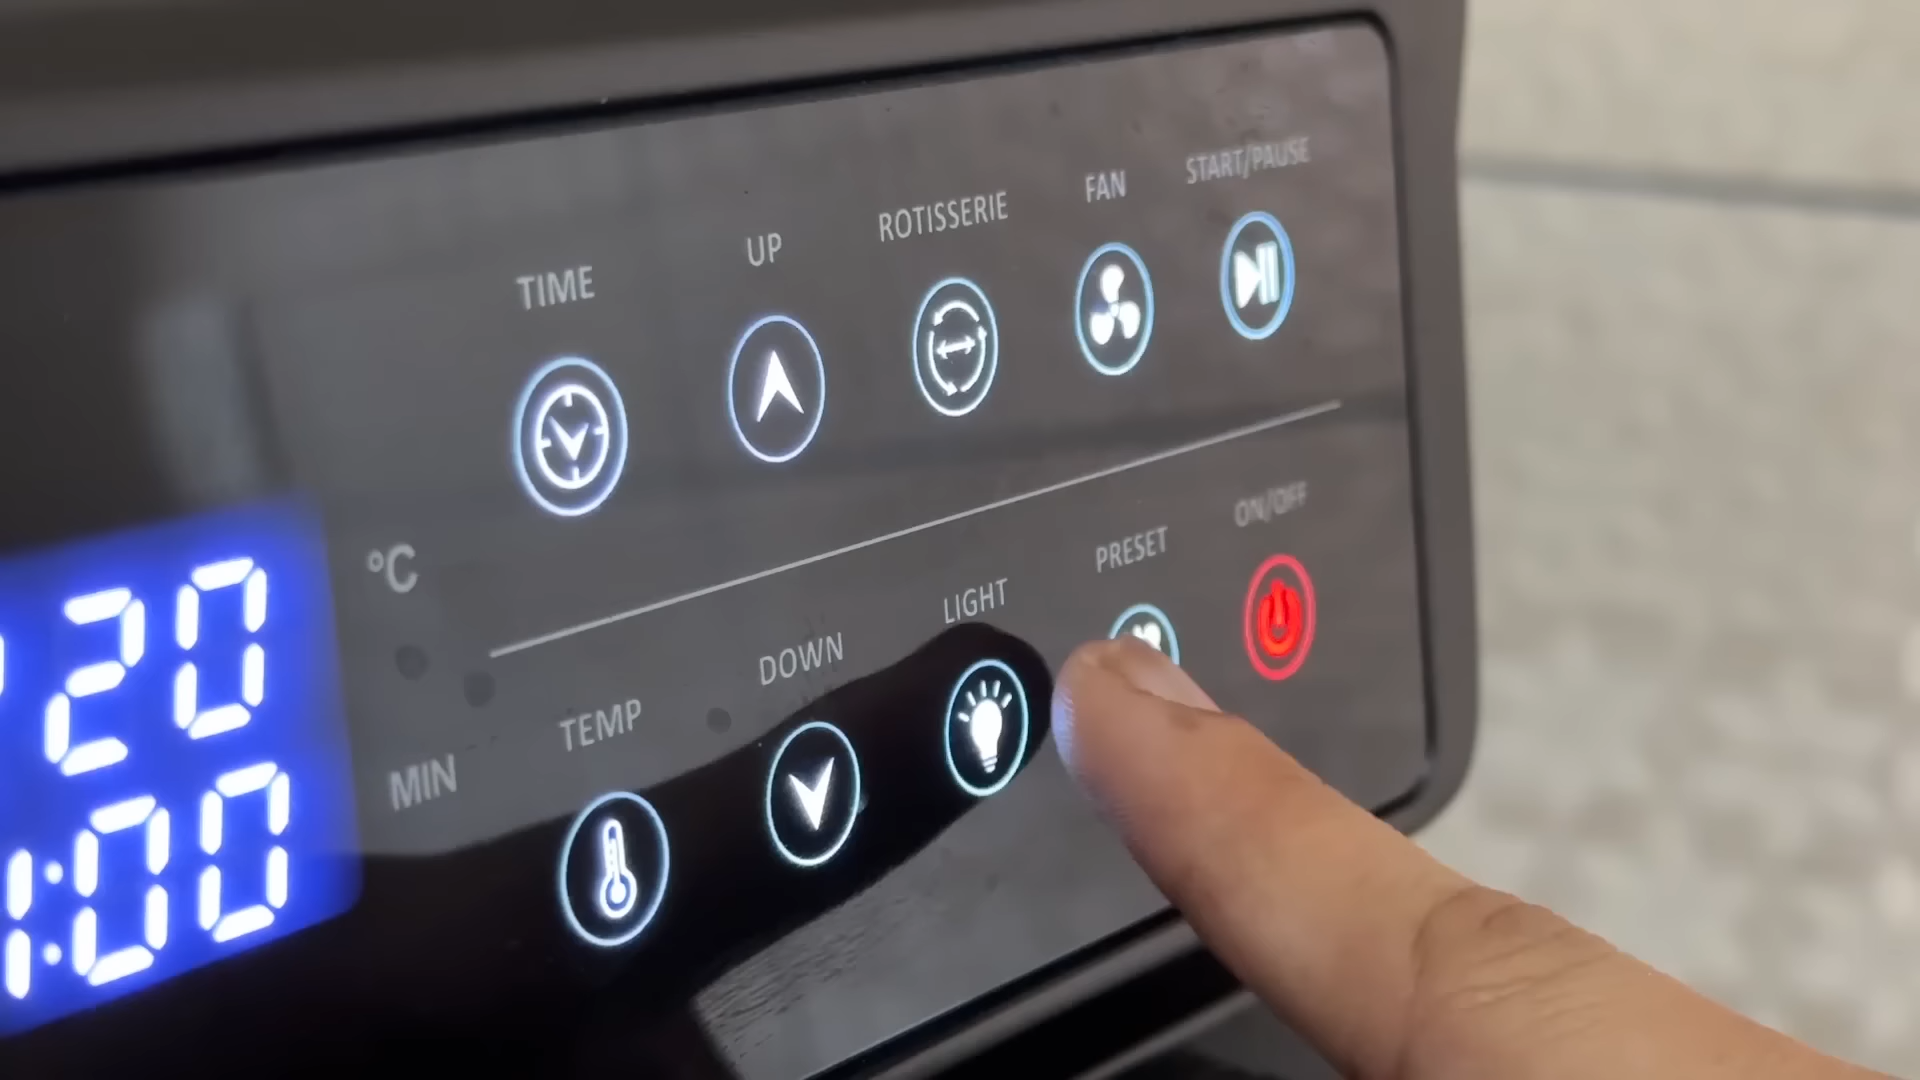 TIME UP ROTISSERIE FAN START/PAUSE
20 °C
TEMP DOWN LIGHT PRESET ON/OFF
1:00 MIN